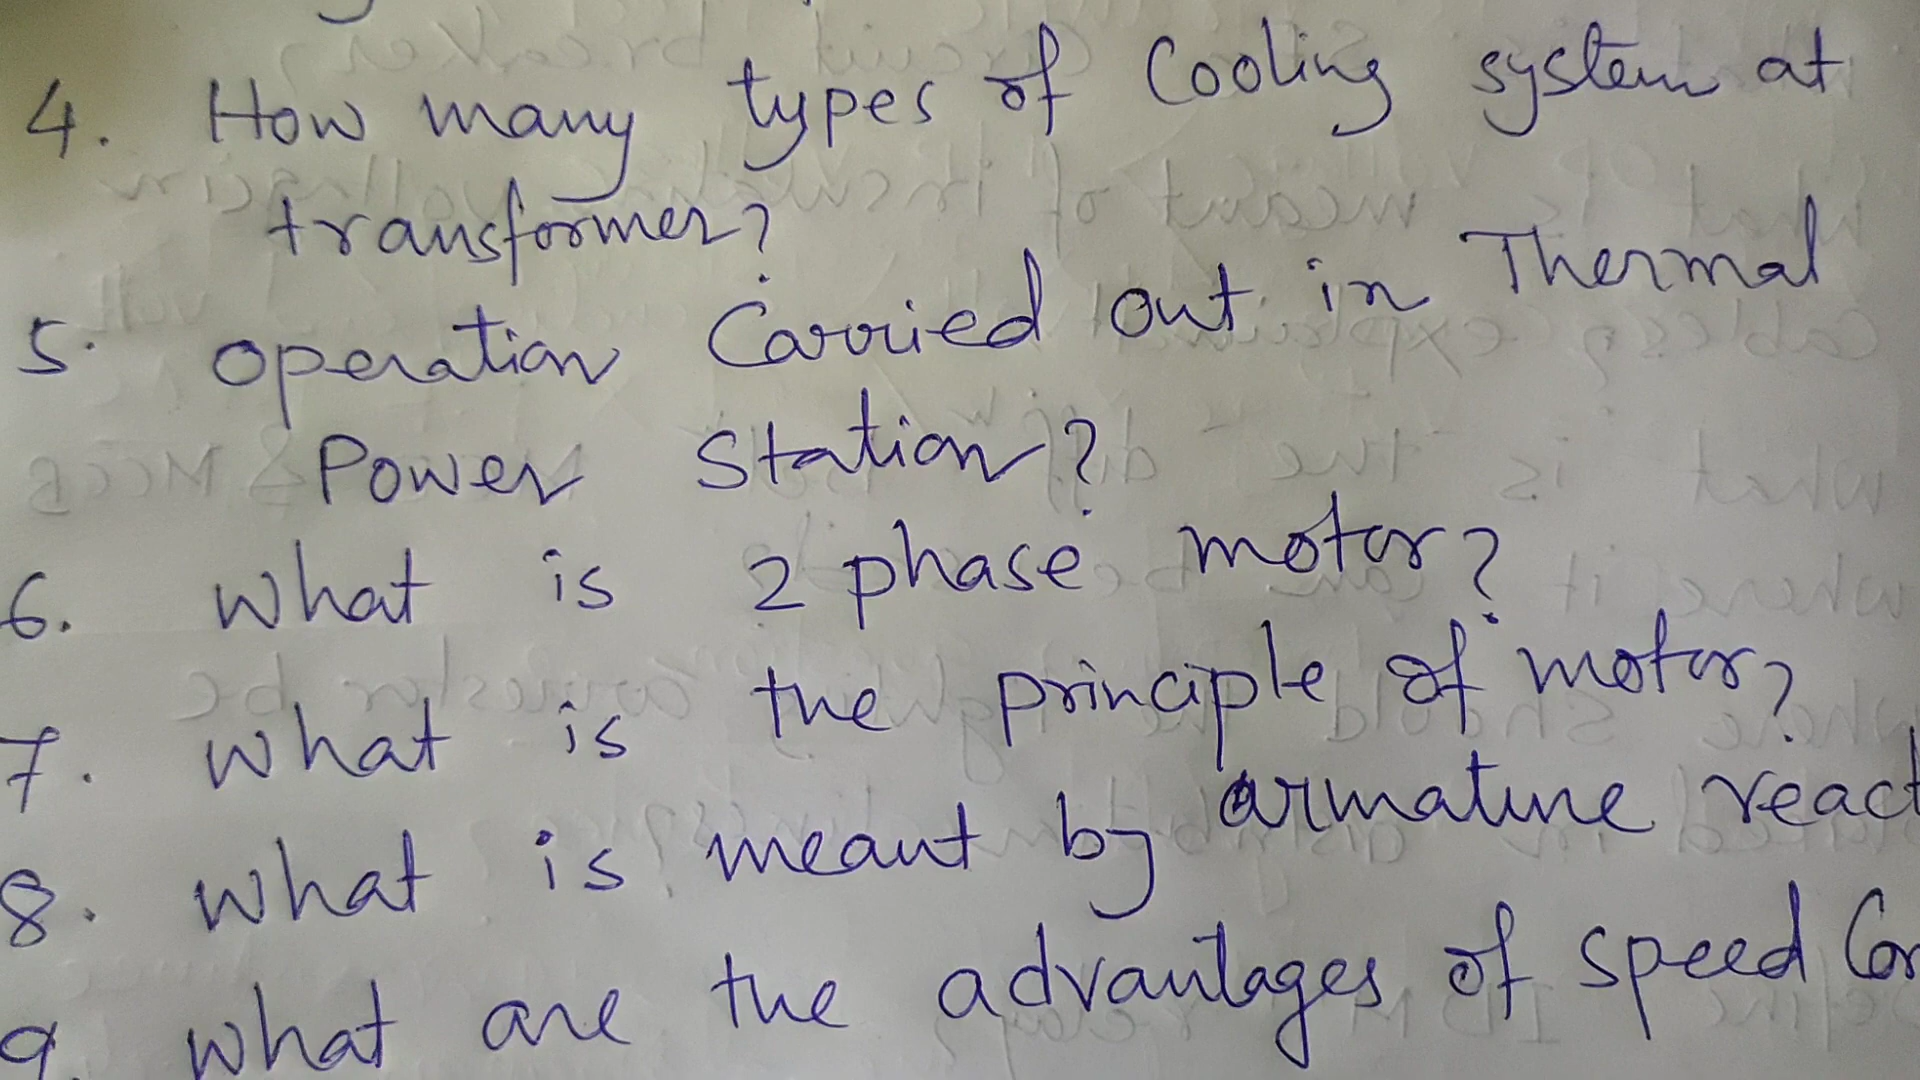 4. How many types of Cooling system at
transformer?
5. Operation Carried out in Thermal
Power Station?
6. What is 2 phase motor?
7. What is the principle of motor?
8. What is meant by armature react
9. What are the advantages of speed Con